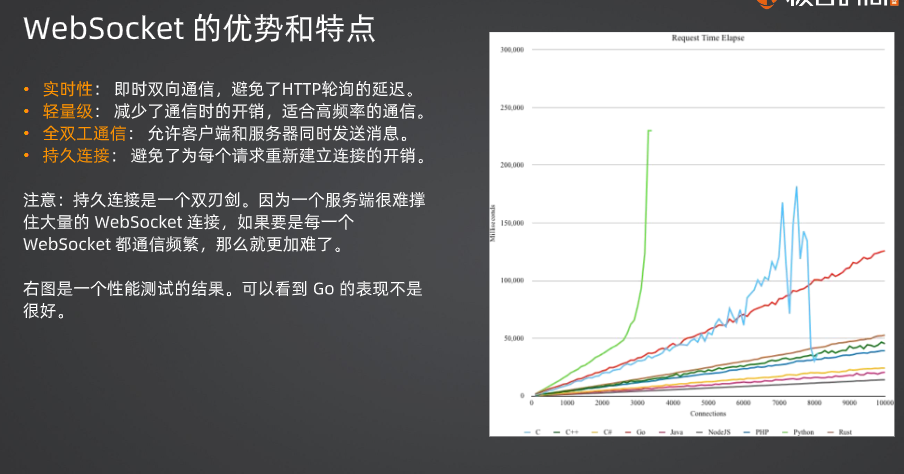 WebSocket 的优势和特点
• 实时性： 即时双向通信，避免了HTTP轮询的延迟。
• 轻量级： 减少了通信时的开销，适合高频率的通信。
• 全双工通信： 允许客户端和服务器同时发送消息。
• 持久连接： 避免了为每个请求重新建立连接的开销。
注意：持久连接是一个双刃剑。因为一个服务端很难撑
住大量的 WebSocket 连接，如果要是每一个
WebSocket 都通信频繁，那么就更加难了。
右图是一个性能测试的结果。可以看到 Go 的表现不是
很好。
Request Time Elapse
300,000
250,000
200,000
150,000
100,000
50,000
0
Milliseconds
0 1000 2000 3000 4000 5000 6000 7000 8000 9000 10000
Connections
C C++ C# Go Java NodeJS PHP Python Rust